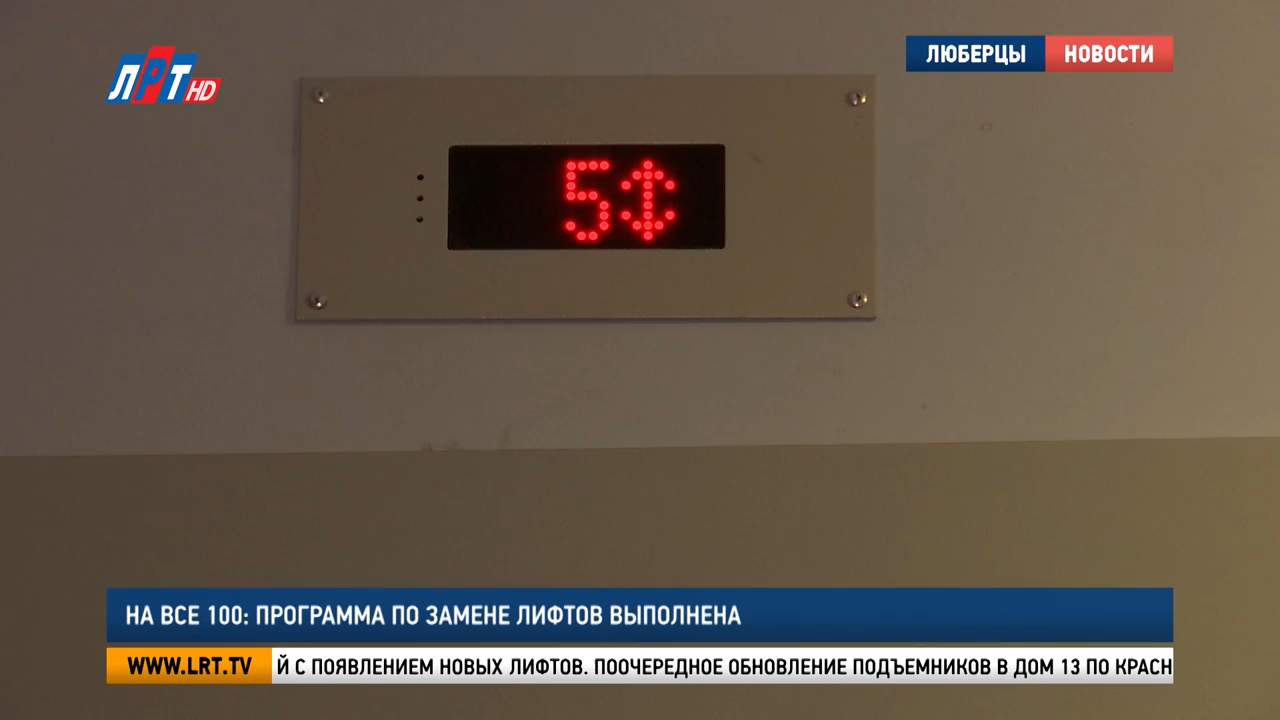 ЛРТ HD
ЛЮБЕРЦЫ НОВОСТИ
5↕
НА ВСЕ 100: ПРОГРАММА ПО ЗАМЕНЕ ЛИФТОВ ВЫПОЛНЕНА
WWW.LRT.TV Й С ПОЯВЛЕНИЕМ НОВЫХ ЛИФТОВ. ПООЧЕРЕДНОЕ ОБНОВЛЕНИЕ ПОДЪЕМНИКОВ В ДОМ 13 ПО КРАСН